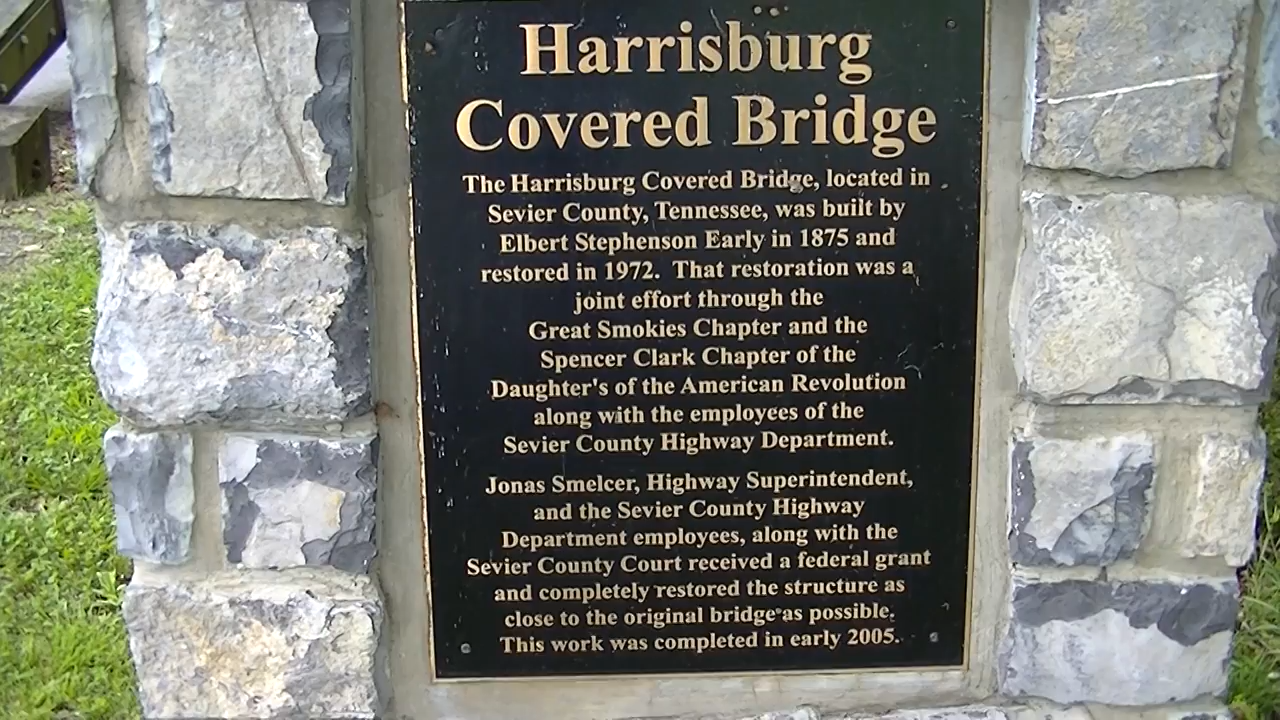 Harrisburg
Covered Bridge
The Harrisburg Covered Bridge, located in
Sevier County, Tennessee, was built by
Elbert Stephenson Early in 1875 and
restored in 1972. That restoration was a
joint effort through the
Great Smokies Chapter and the
Spencer Clark Chapter of the
Daughter's of the American Revolution
along with the employees of the
Sevier County Highway Department.
Jonas Smelcer, Highway Superintendent,
and the Sevier County Highway
Department employees, along with the
Sevier County Court received a federal grant
and completely restored the structure as
close to the original bridge as possible.
This work was completed in early 2005.